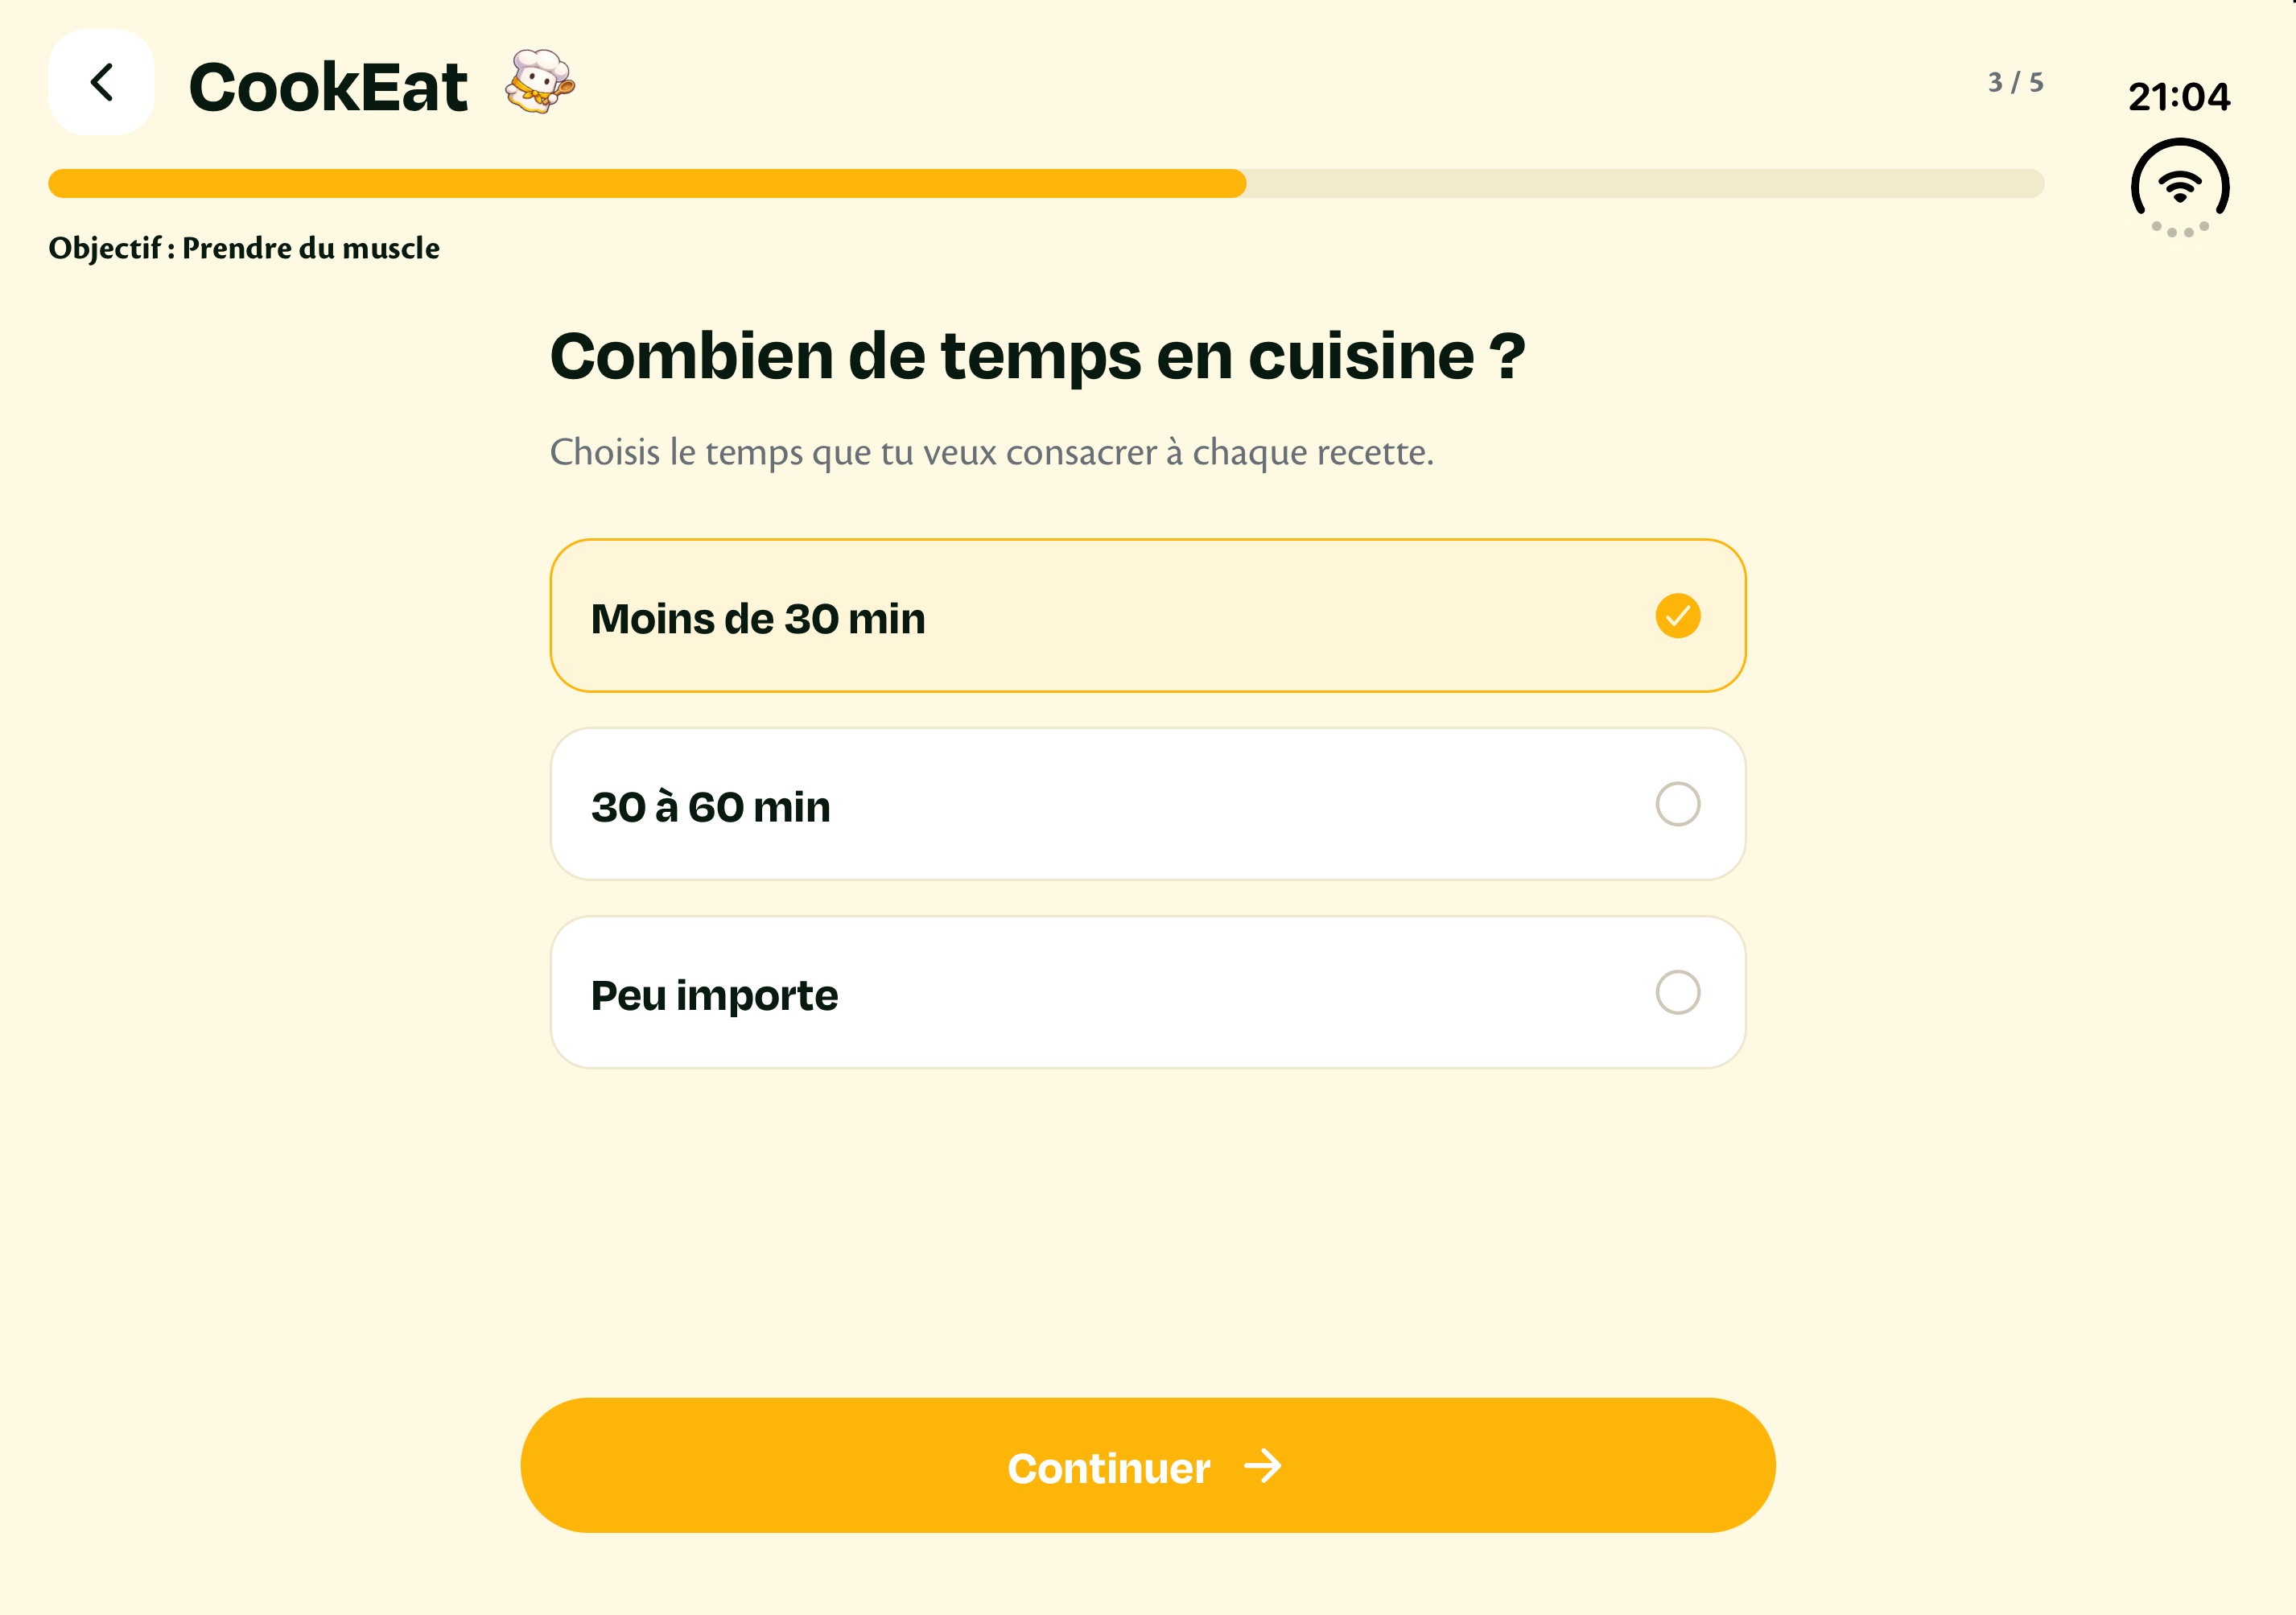 CookEat
3 / 5
21:04
Objectif : Prendre du muscle
Combien de temps en cuisine ?
Choisis le temps que tu veux consacrer à chaque recette.
Moins de 30 min
30 à 60 min
Peu importe
Continuer